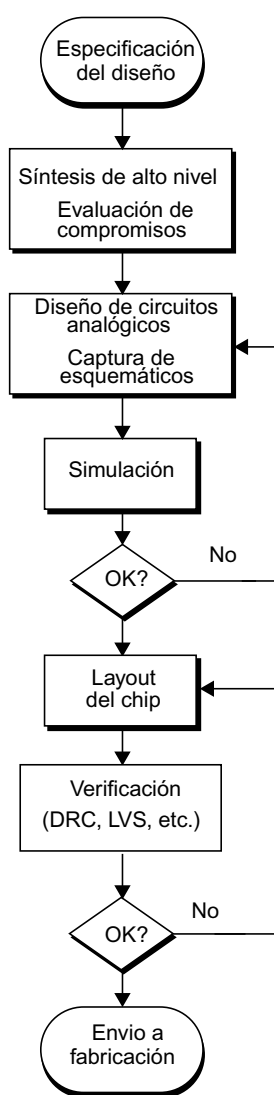 Especificación
del diseño
Síntesis de alto nivel
Evaluación de
compromisos
Diseño de circuitos
analógicos
Captura de
esquemáticos
Simulación
No
OK?
Layout
del chip
Verificación
(DRC, LVS, etc.)
No
OK?
Envio a
fabricación